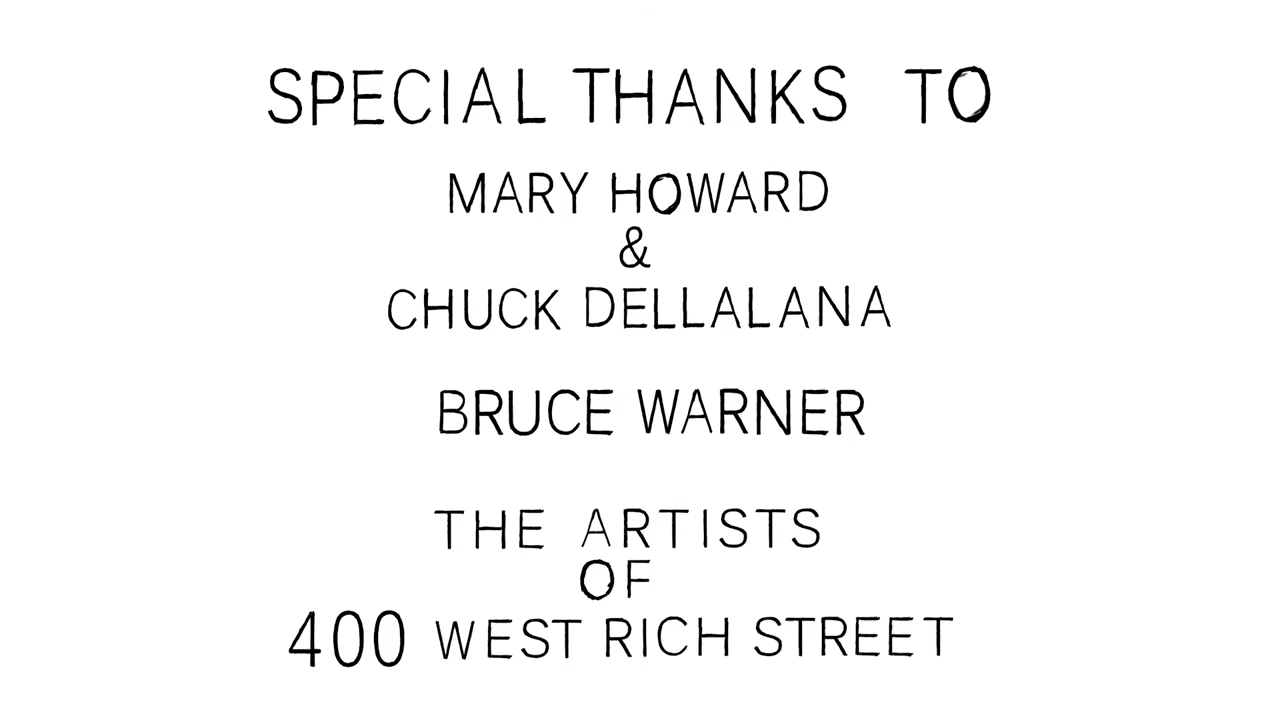 SPECIAL THANKS TO
MARY HOWARD
&
CHUCK DELLALANA
BRUCE WARNER
THE ARTISTS
OF
400 WEST RICH STREET